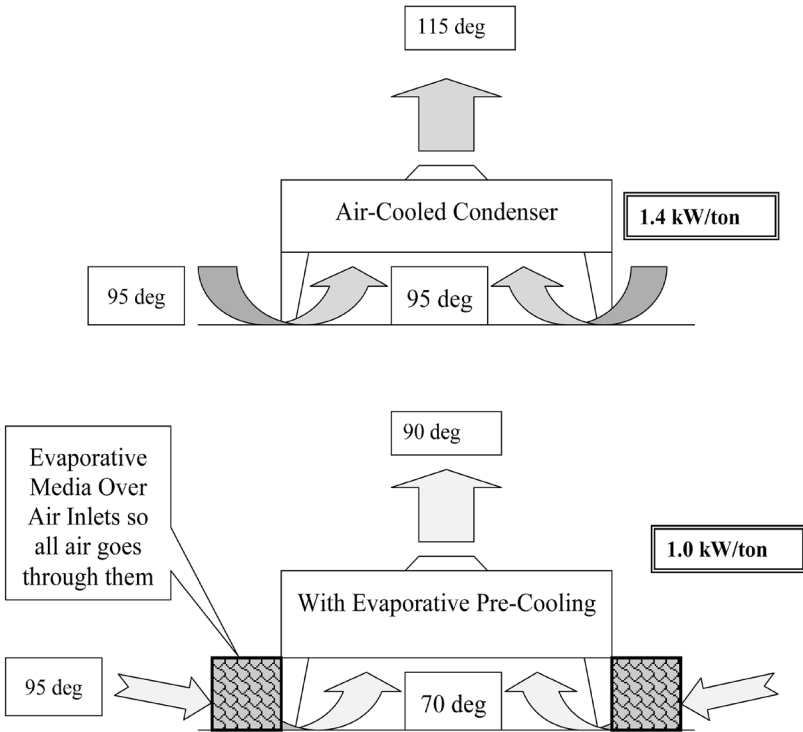 115 deg
Air-Cooled Condenser
1.4 kW/ton
95 deg
95 deg
90 deg
Evaporative
Media Over
Air Inlets so
all air goes
through them
1.0 kW/ton
With Evaporative Pre-Cooling
95 deg
70 deg